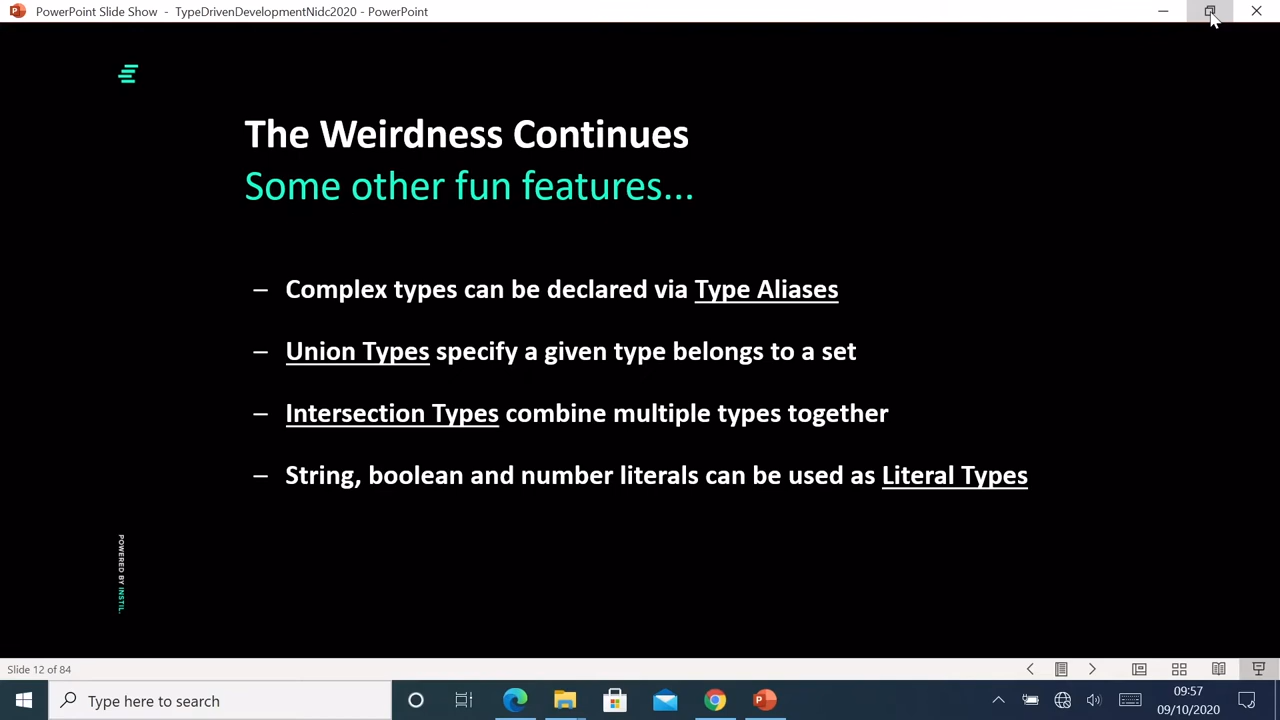 PowerPoint Slide Show - TypeDrivenDevelopmentNidc2020 - PowerPoint
The Weirdness Continues
Some other fun features...
– Complex types can be declared via Type Aliases
– Union Types specify a given type belongs to a set
– Intersection Types combine multiple types together
– String, boolean and number literals can be used as Literal Types
POWERED BY INSTIL.
Slide 12 of 84
Type here to search
09:57
09/10/2020